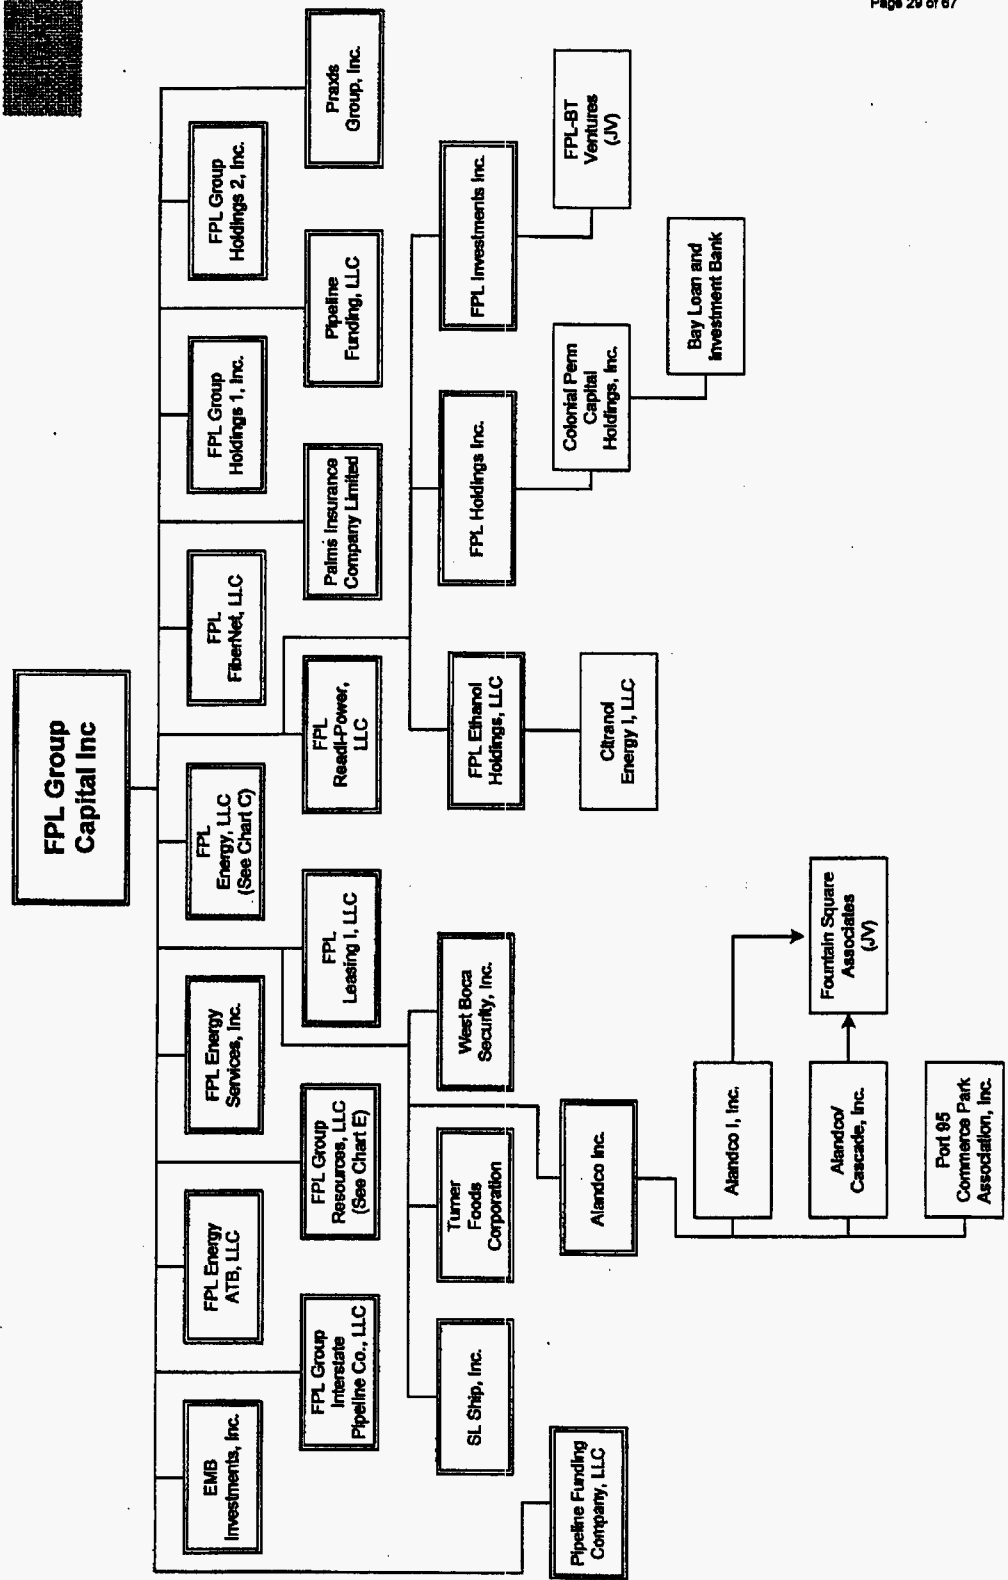 Page 29 of 67
FPL Group
Capital Inc
EMB
Investments, Inc.
FPL Energy
ATB, LLC
FPL Energy
Services, Inc.
FPL
Energy, LLC
(See Chart C)
FPL
FiberNet, LLC
FPL Group
Holdings 1, Inc.
FPL Group
Holdings 2, Inc.
FPL Group
Interstate
Pipeline Co., LLC
FPL Group
Resources, LLC
(See Chart E)
FPL
Leasing I, LLC
FPL
Readi-Power,
LLC
Palms Insurance
Company Limited
Pipeline
Funding, LLC
Praxis
Group, Inc.
SL Ship, Inc.
Turner
Foods
Corporation
West Boca
Security, Inc.
FPL Ethanol
Holdings, LLC
FPL Holdings Inc.
FPL Investments Inc.
Pipeline Funding
Company, LLC
Alandco Inc.
Citranol
Energy I, LLC
Colonial Penn
Capital
Holdings, Inc.
FPL-BT
Ventures
(JV)
Bay Loan and
Investment Bank
Alandco I, Inc.
Alandco/
Cascade, Inc.
Fountain Square
Associates
(JV)
Port 95
Commerce Park
Association, Inc.